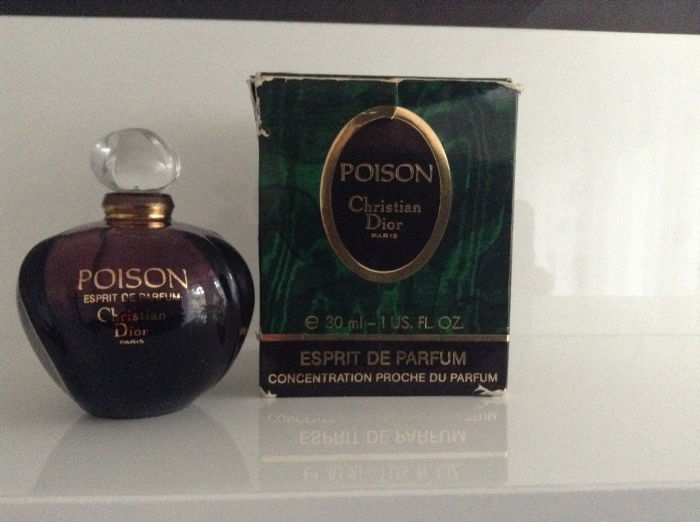 POISON
ESPRIT DE PARFUM
Christian
Dior
PARIS
POISON
Christian
Dior
PARIS
℮ 30 ml – 1 US. FL. OZ.
ESPRIT DE PARFUM
CONCENTRATION PROCHE DU PARFUM